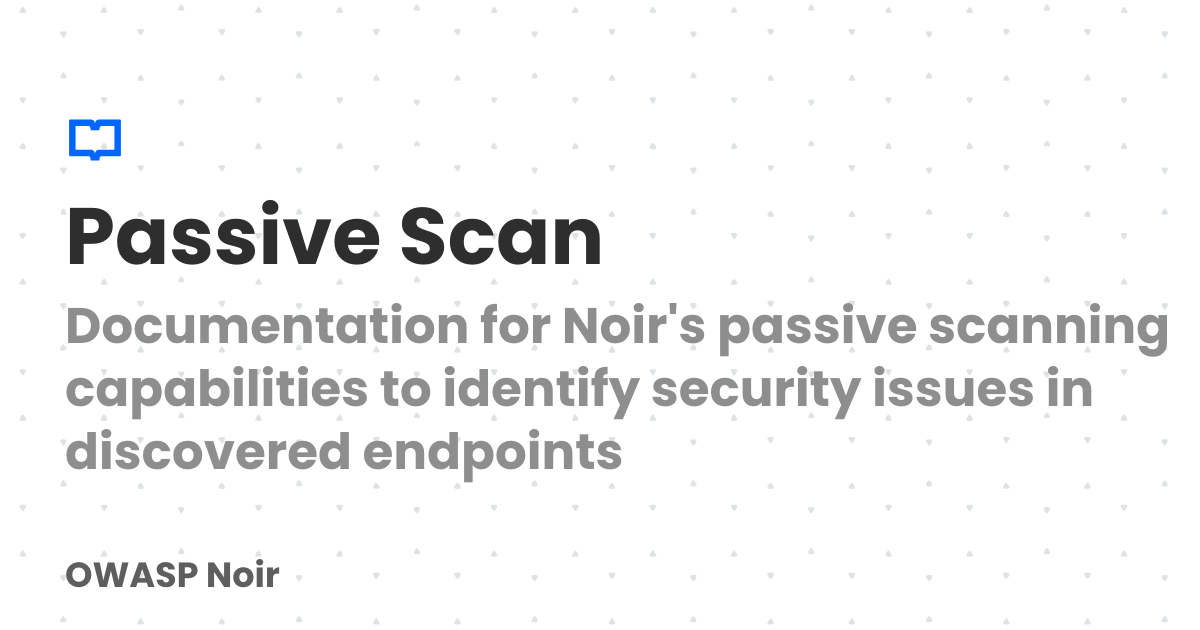 Passive Scan
Documentation for Noir's passive scanning
capabilities to identify security issues in
discovered endpoints
OWASP Noir